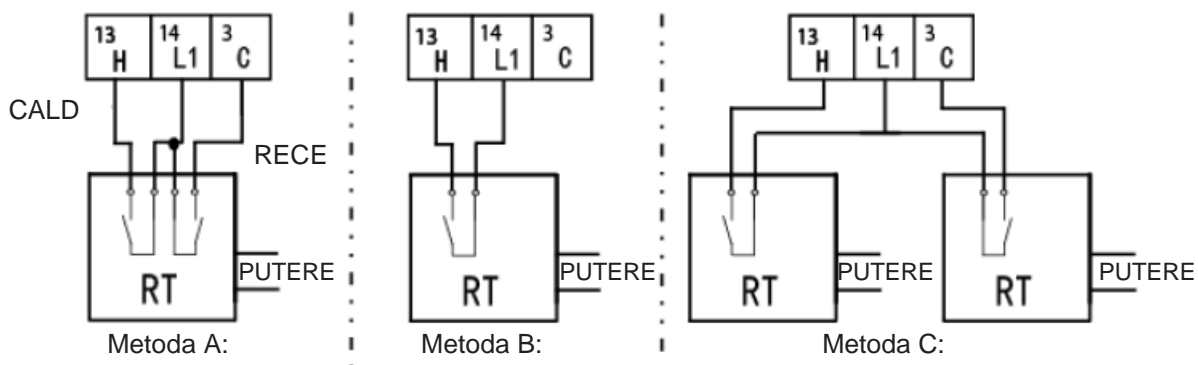 13 H 14 L1 3 C
13 H 14 L1 3 C
13 H 14 L1 3 C
CALD
RECE
PUTERE
PUTERE
PUTERE
PUTERE
RT
RT
RT
RT
Metoda A:
Metoda B:
Metoda C: